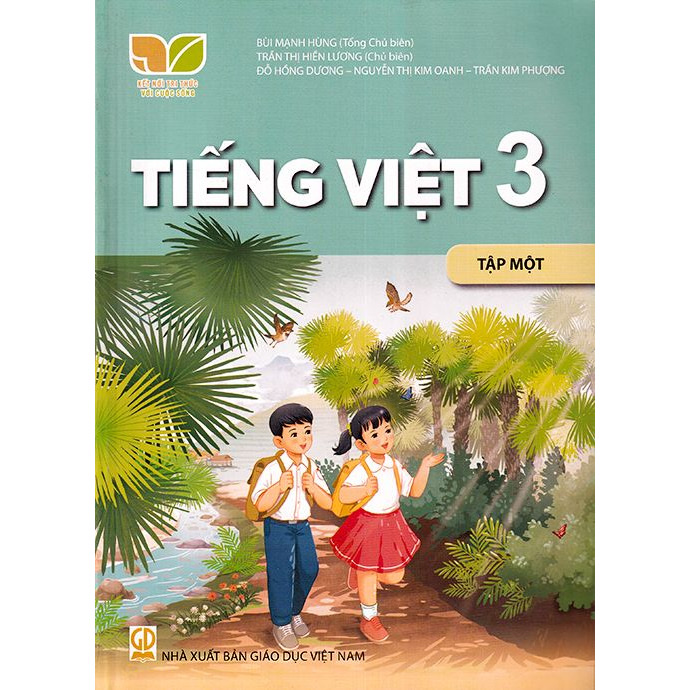 BÙI MẠNH HÙNG (Tổng Chủ biên)
TRẦN THỊ HIỀN LƯƠNG (Chủ biên)
ĐỖ HỒNG DƯƠNG – NGUYỄN THỊ KIM OANH – TRẦN KIM PHƯỢNG
KẾT NỐI TRI THỨC
VỚI CUỘC SỐNG
TIẾNG VIỆT 3
TẬP MỘT
GD
NHÀ XUẤT BẢN GIÁO DỤC VIỆT NAM